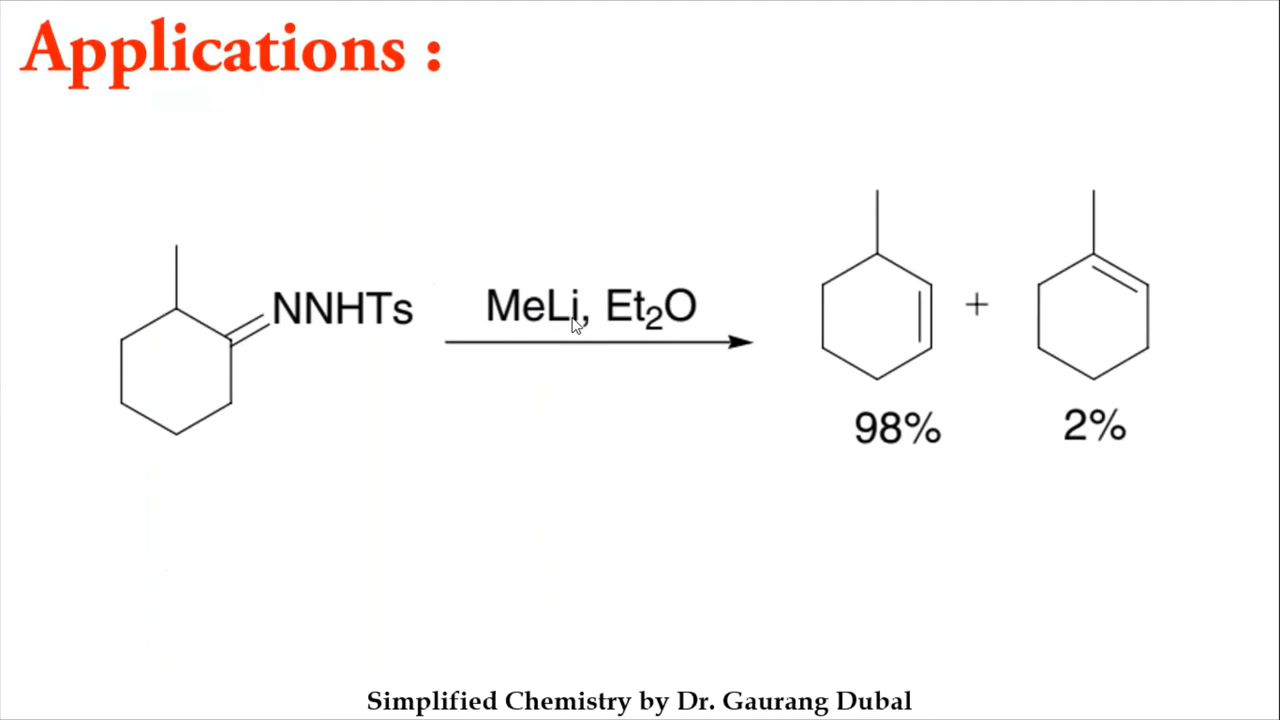 Applications :
NNHTs
MeLi, Et₂O
+
98%
2%
Simplified Chemistry by Dr. Gaurang Dubal